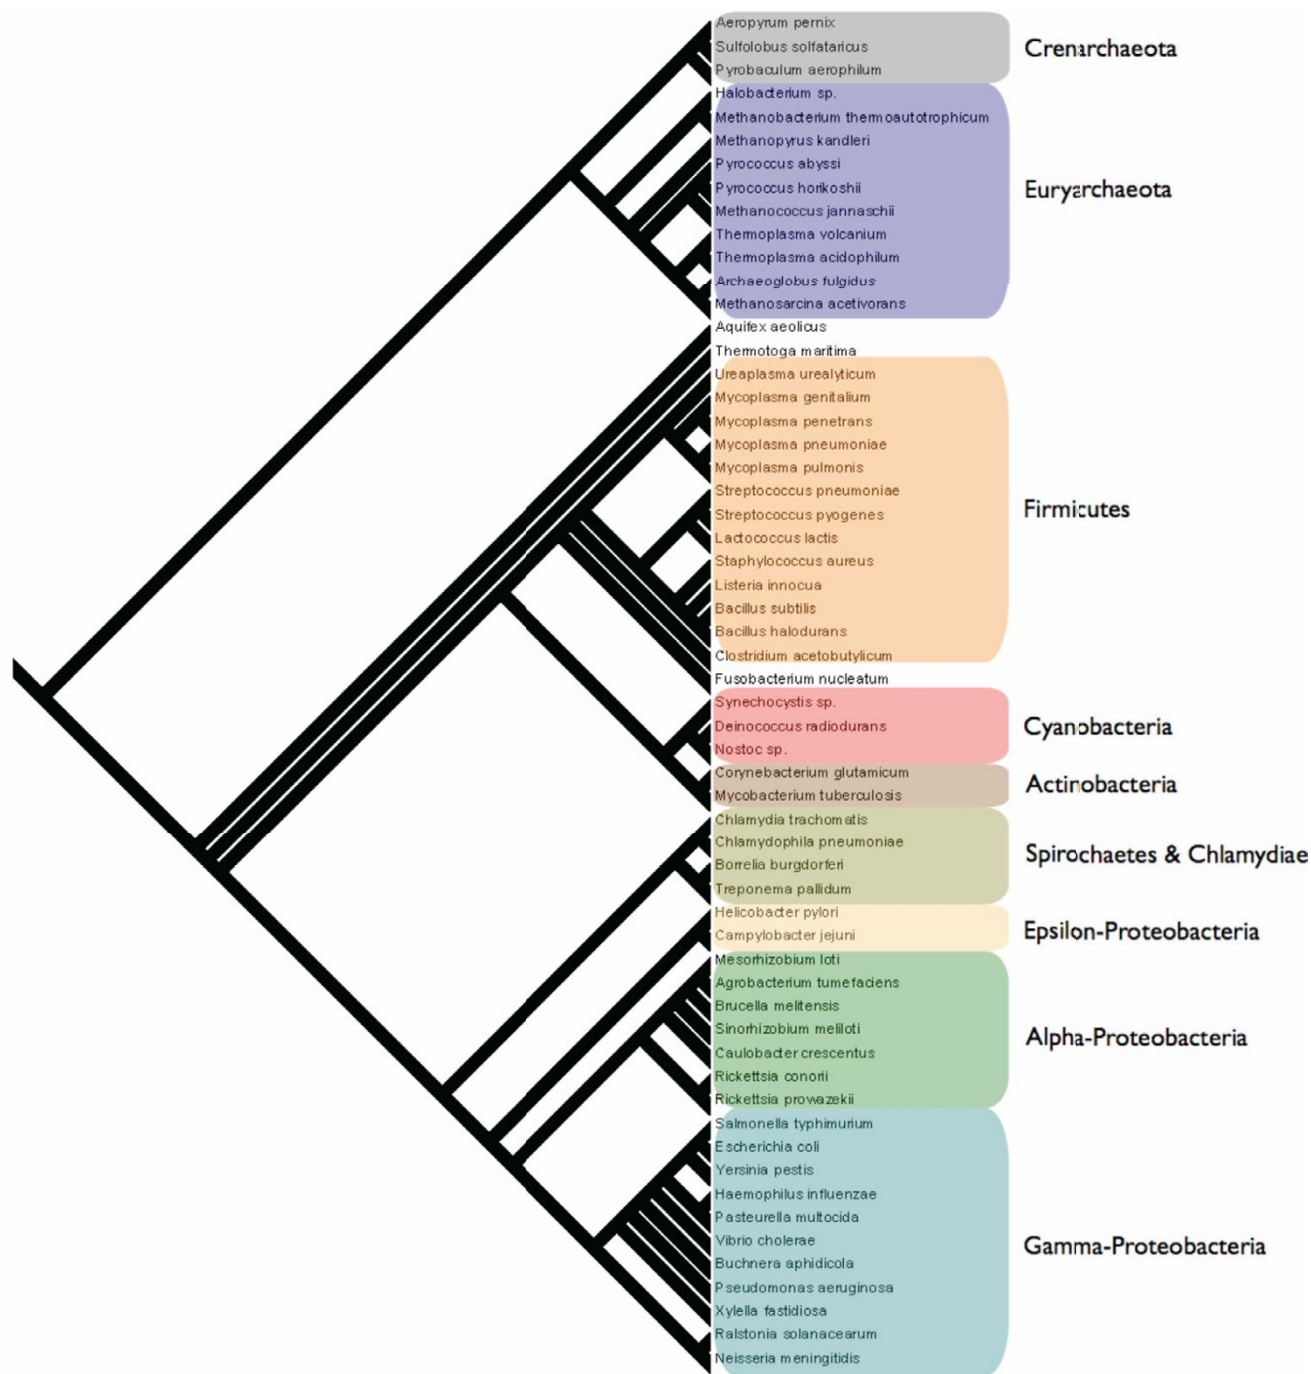 Aeropyrum pernix
Sulfolobus solfataricus
Pyrobaculum aerophilum
Crenarchaeota
Halobacterium sp.
Methanobacterium thermoautotrophicum
Methanopyrus kandleri
Pyrococcus abyssi
Pyrococcus horikoshii
Methanococcus jannaschii
Thermoplasma volcanium
Thermoplasma acidophilum
Archaeoglobus fulgidus
Methanosarcina acetivorans
Euryarchaeota
Aquifex aeolicus
Thermotoga maritima
Ureaplasma urealyticum
Mycoplasma genitalium
Mycoplasma penetrans
Mycoplasma pneumoniae
Mycoplasma pulmonis
Streptococcus pneumoniae
Streptococcus pyogenes
Lactococcus lactis
Staphylococcus aureus
Listeria innocua
Bacillus subtilis
Bacillus halodurans
Clostridium acetobutylicum
Firmicutes
Fusobacterium nucleatum
Synechocystis sp.
Deinococcus radiodurans
Nostoc sp.
Cyanobacteria
Corynebacterium glutamicum
Mycobacterium tuberculosis
Actinobacteria
Chlamydia trachomatis
Chlamydophila pneumoniae
Borrelia burgdorferi
Treponema pallidum
Spirochaetes & Chlamydiae
Helicobacter pylori
Campylobacter jejuni
Epsilon-Proteobacteria
Mesorhizobium loti
Agrobacterium tumefaciens
Brucella melitensis
Sinorhizobium meliloti
Caulobacter crescentus
Rickettsia conorii
Rickettsia prowazekii
Alpha-Proteobacteria
Salmonella typhimurium
Escherichia coli
Yersinia pestis
Haemophilus influenzae
Pasteurella multocida
Vibrio cholerae
Buchnera aphidicola
Pseudomonas aeruginosa
Xylella fastidiosa
Ralstonia solanacearum
Neisseria meningitidis
Gamma-Proteobacteria